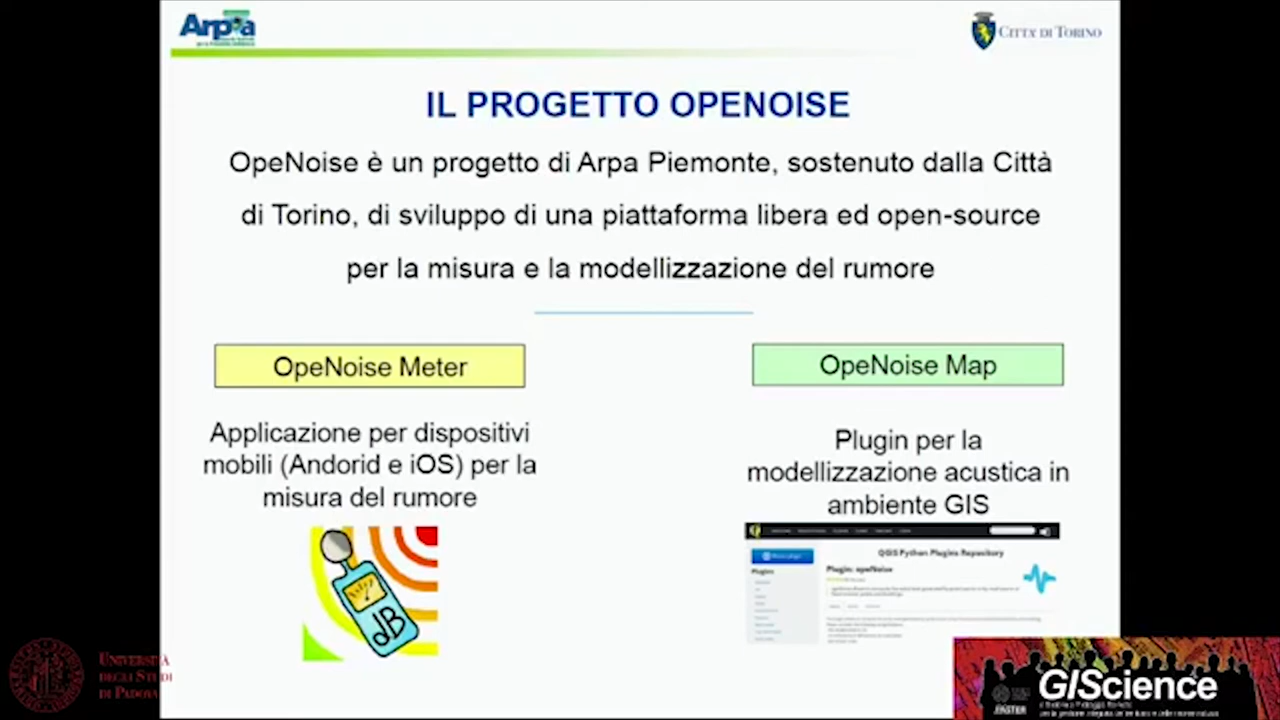 Arpa
CITTÀ DI TORINO
IL PROGETTO OPENOISE
OpeNoise è un progetto di Arpa Piemonte, sostenuto dalla Città
di Torino, di sviluppo di una piattaforma libera ed open-source
per la misura e la modellizzazione del rumore
OpeNoise Meter
OpeNoise Map
Applicazione per dispositivi
mobili (Andorid e iOS) per la
misura del rumore
Plugin per la
modellizzazione acustica in
ambiente GIS
dB
QGIS Python Plugins Repository
Plugins
Plugin: opeNoise
UNIVERSITÀ
DEGLI STUDI
DI PADOVA
GIScience
MASTER